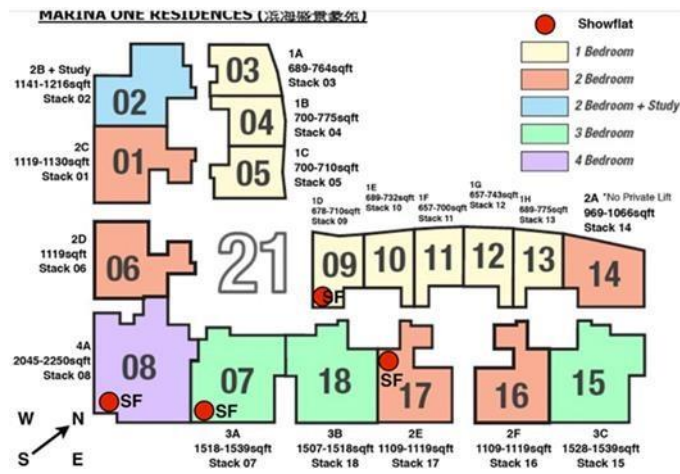 MARINA ONE RESIDENCES (滨海盛景豪苑)
Showflat
1 Bedroom
2 Bedroom
2 Bedroom + Study
3 Bedroom
4 Bedroom
2B + Study
1141-1216sqft
Stack 02
02
03
1A
689-764sqft
Stack 03
04
1B
700-775sqft
Stack 04
2C
1119-1130sqft
Stack 01
01
05
1C
700-710sqft
Stack 05
1D
678-710sqft
Stack 09
1E
689-732sqft
Stack 10
1F
657-700sqft
Stack 11
1G
657-743sqft
Stack 12
1H
689-775sqft
Stack 13
2A *No Private Lift
969-1066sqft
Stack 14
2D
1119sqft
Stack 06
06
21
09
SF
10
11
12
13
14
4A
2045-2250sqft
Stack 08
08
SF
07
SF
18
SF
17
16
15
W N
S E
3A
1518-1539sqft
Stack 07
3B
1507-1518sqft
Stack 18
2E
1109-1119sqft
Stack 17
2F
1109-1119sqft
Stack 16
3C
1528-1539sqft
Stack 15